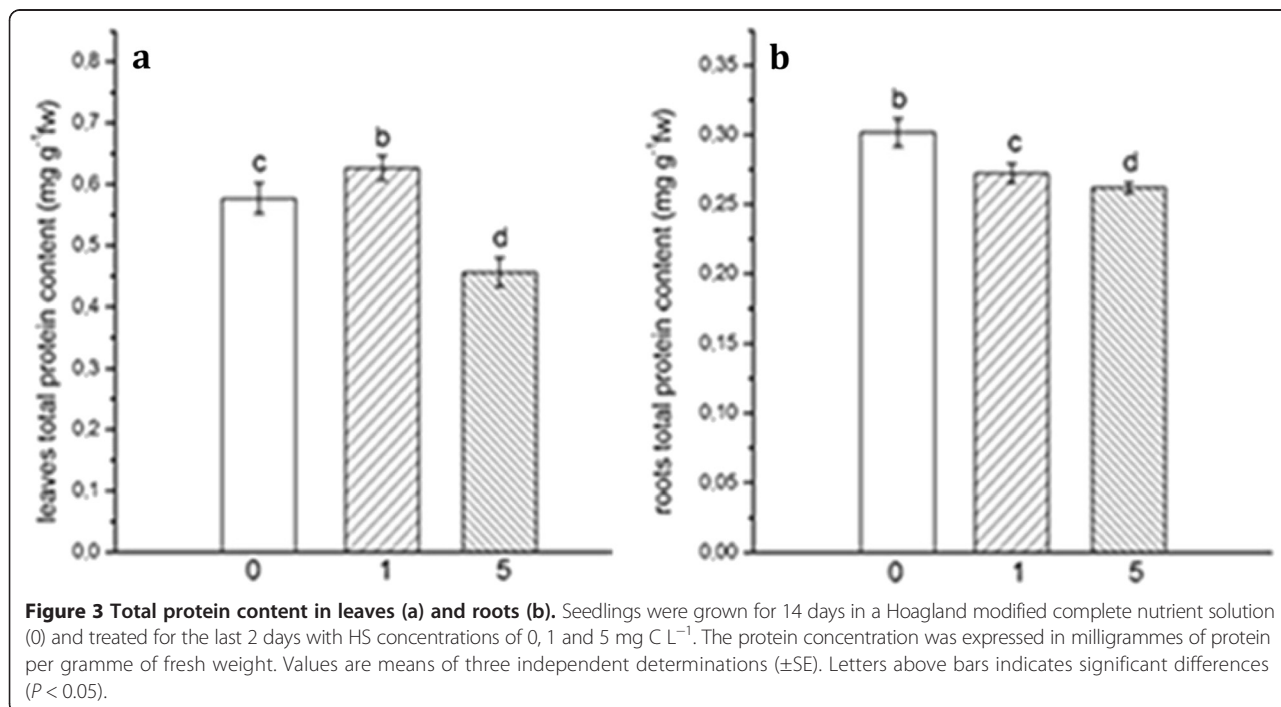 a
leaves total protein content (mg g⁻¹fw)
0,8
0,7
0,6
0,5
0,4
0,3
0,2
0,1
0,0
c
b
d
0 1 5
b
roots total protein content (mg g⁻¹fw)
0,35
0,30
0,25
0,20
0,15
0,10
0,05
0,00
b
c
d
0 1 5
Figure 3 Total protein content in leaves (a) and roots (b). Seedlings were grown for 14 days in a Hoagland modified complete nutrient solution
(0) and treated for the last 2 days with HS concentrations of 0, 1 and 5 mg C L⁻¹. The protein concentration was expressed in milligrammes of protein
per gramme of fresh weight. Values are means of three independent determinations (±SE). Letters above bars indicates significant differences
(P < 0.05).